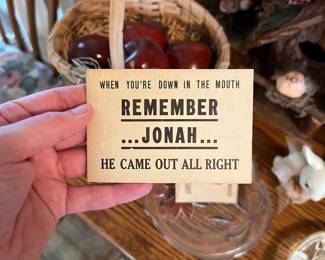 WHEN YOU'RE DOWN IN THE MOUTH
REMEMBER
...JONAH...
HE CAME OUT ALL RIGHT